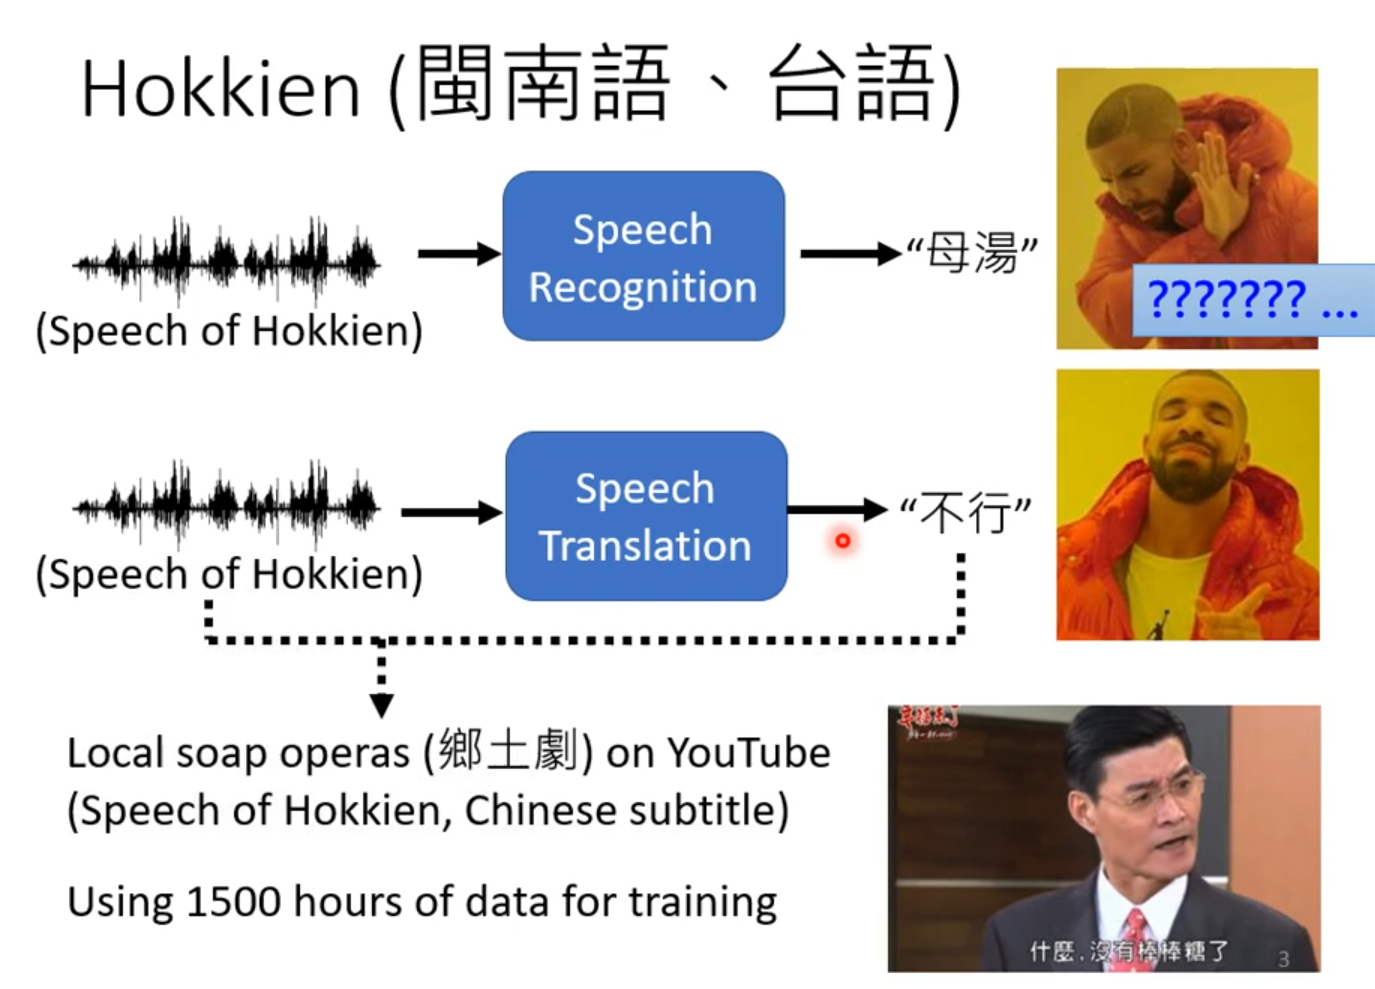 Hokkien (閩南語、台語)
Speech
Recognition
“母湯”
(Speech of Hokkien)
??????? ...
Speech
Translation
“不行”
(Speech of Hokkien)
Local soap operas (鄉土劇) on YouTube
(Speech of Hokkien, Chinese subtitle)
Using 1500 hours of data for training
什麼,沒有棒棒糖了
3